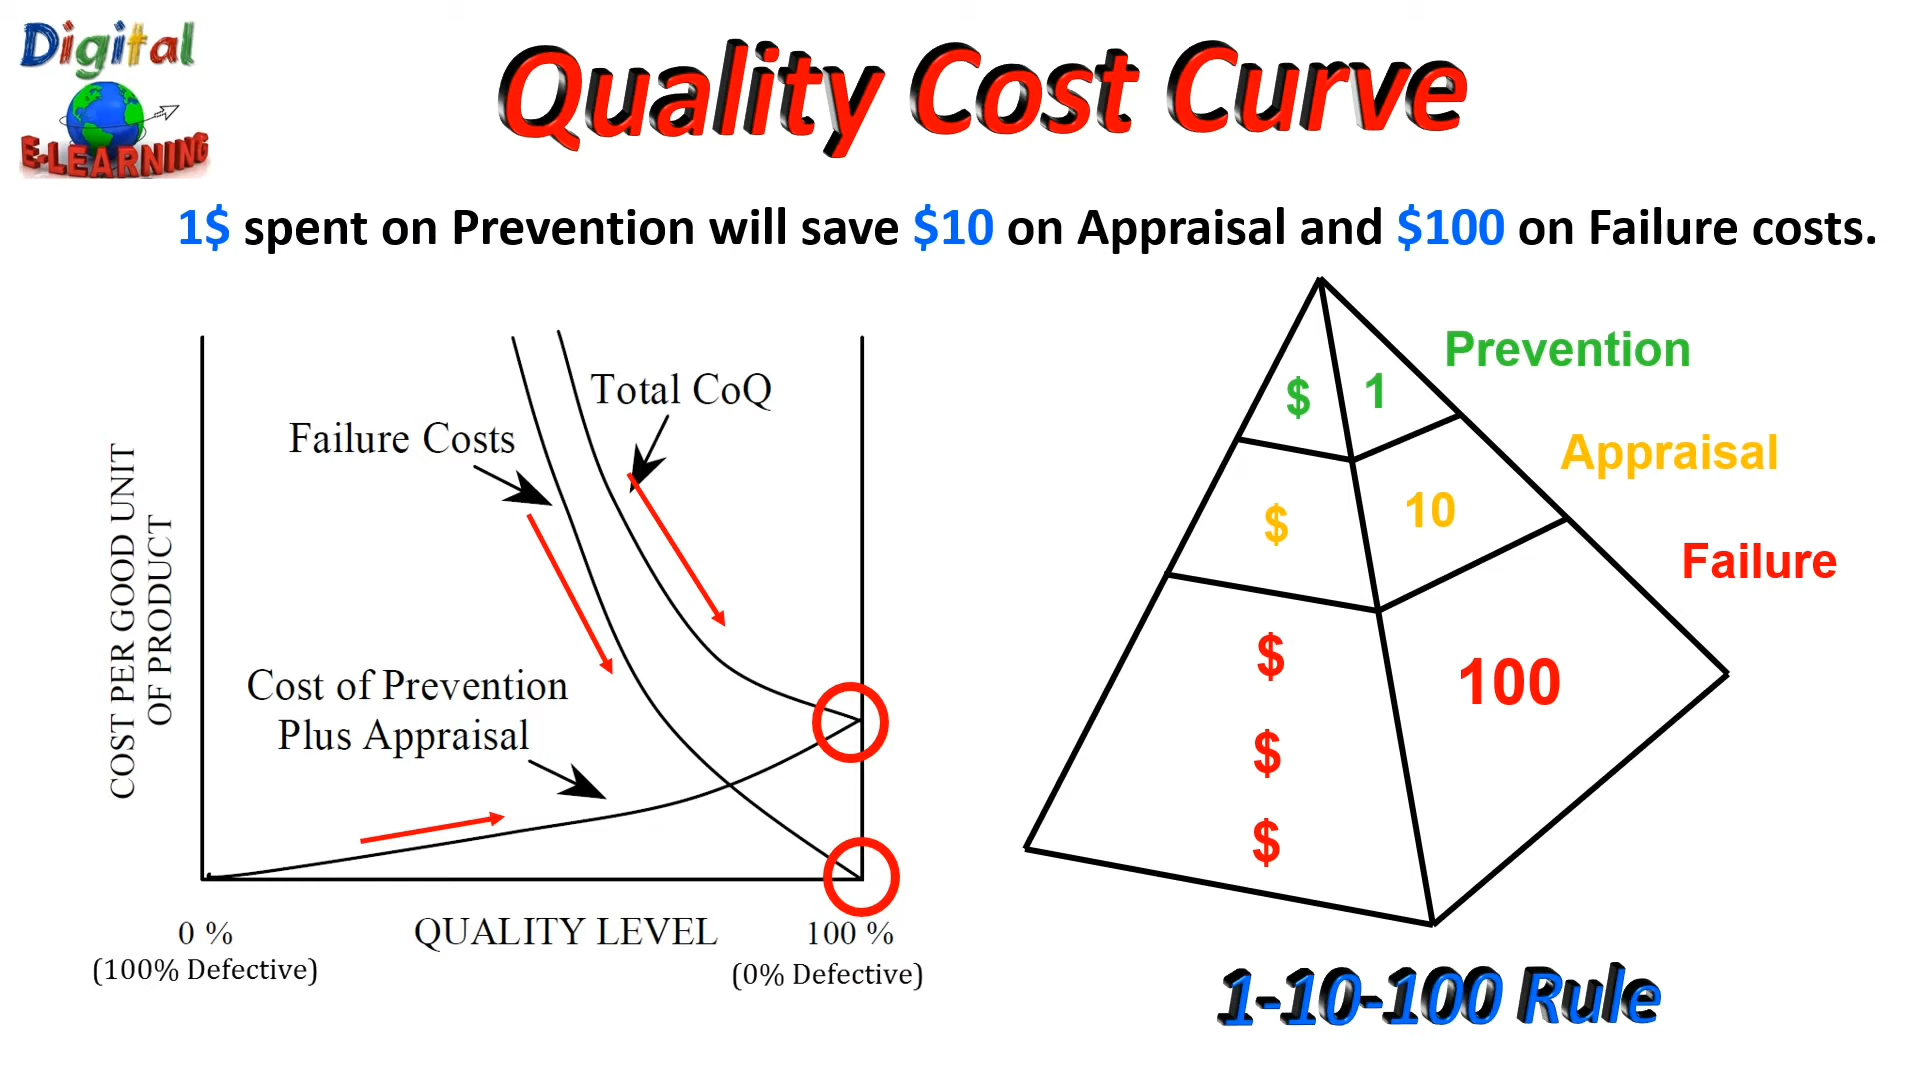 Digital
E-LEARNING
Quality Cost Curve
1$ spent on Prevention will save $10 on Appraisal and $100 on Failure costs.
Total CoQ
Failure Costs
COST PER GOOD UNIT
OF PRODUCT
Cost of Prevention
Plus Appraisal
0 %
(100% Defective)
QUALITY LEVEL
100 %
(0% Defective)
Prevention
$ 1
Appraisal
$ 10
Failure
$
100
$
$
1-10-100 Rule